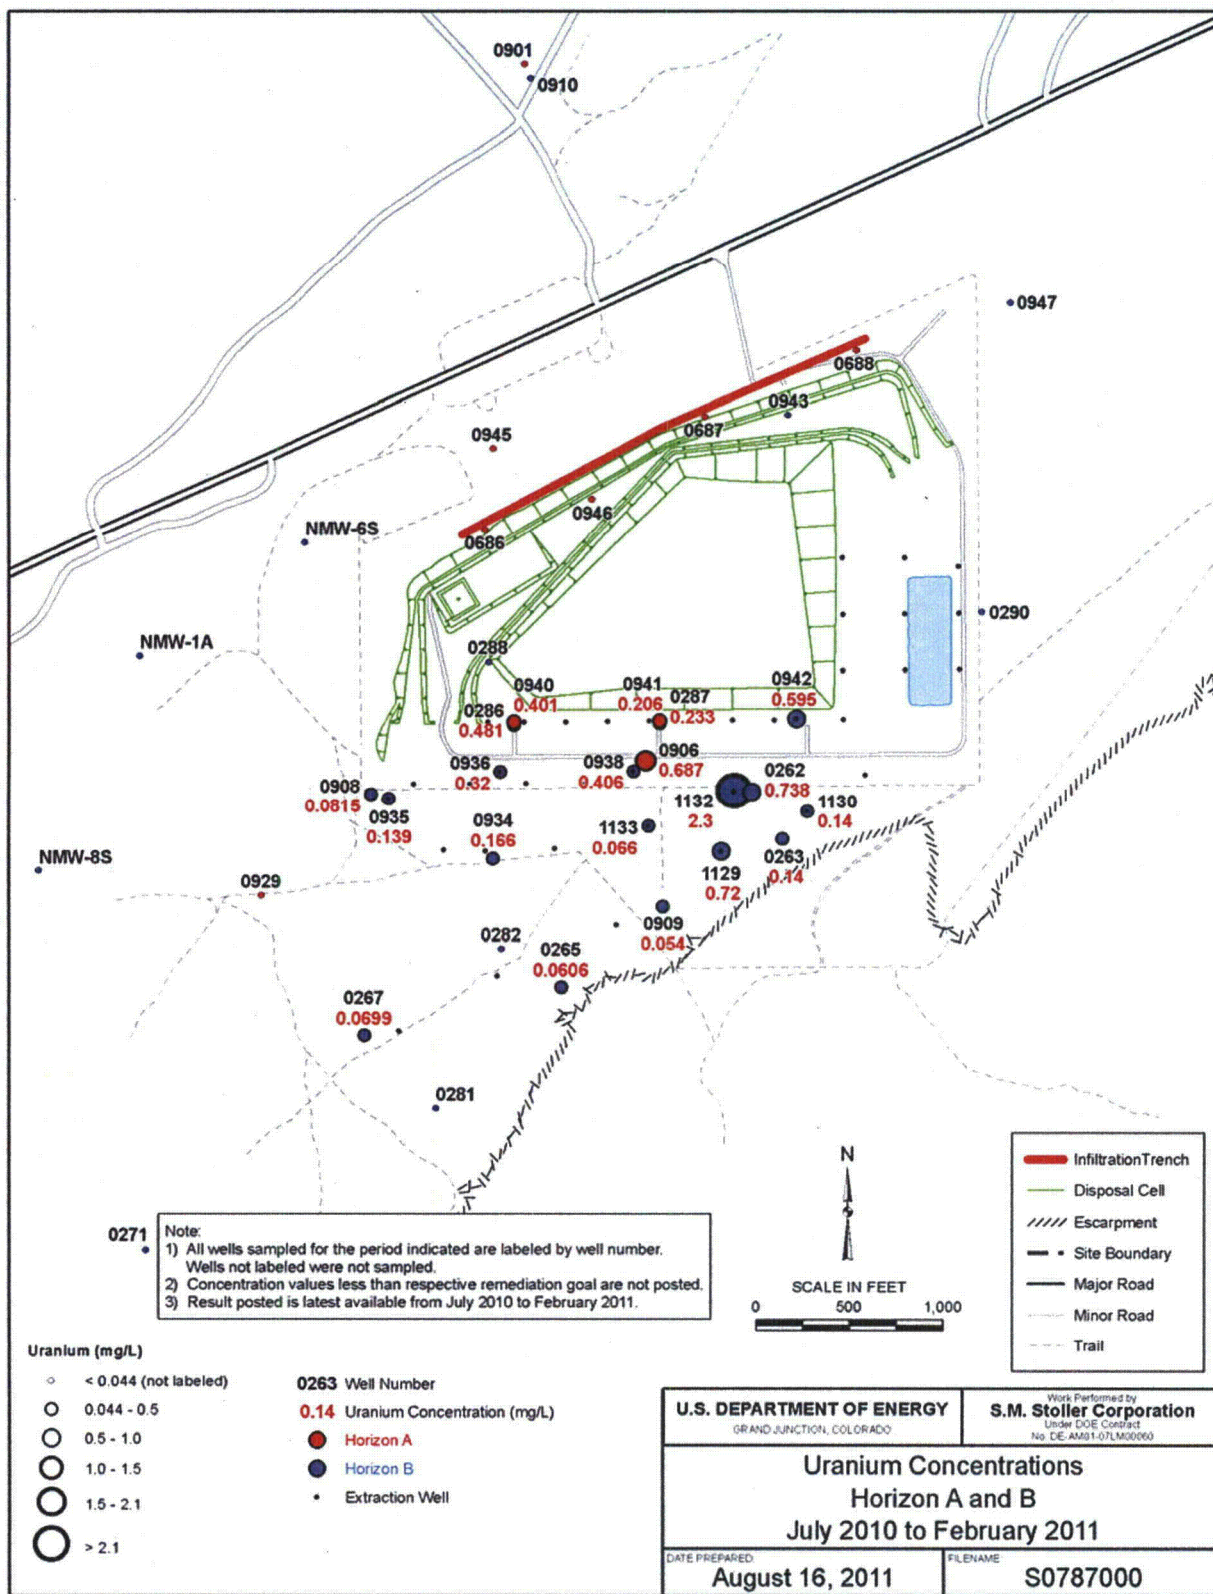 0901
0910
0947
0688
0943
0687
0945
0946
NMW-6S
0686
0290
NMW-1A
0288
0940
0.401
0941
0.206
0942
0.595
0286
0.481
0287
0.233
0936
0.32
0938
0.406
0906
0.687
0908
0.0815
0262
0.738
1132
2.3
1130
0.14
0935
0.139
0934
0.166
1133
0.066
0263
0.14
1129
0.72
NMW-8S
0929
0909
0.054
0282
0265
0.0606
0267
0.0699
0281
0271
Note:
1) All wells sampled for the period indicated are labeled by well number.
Wells not labeled were not sampled.
2) Concentration values less than respective remediation goal are not posted.
3) Result posted is latest available from July 2010 to February 2011.
N
SCALE IN FEET
0 500 1,000
InfiltrationTrench
Disposal Cell
Escarpment
Site Boundary
Major Road
Minor Road
Trail
Uranium (mg/L)
< 0.044 (not labeled)
0.044 - 0.5
0.5 - 1.0
1.0 - 1.5
1.5 - 2.1
> 2.1
0263 Well Number
0.14 Uranium Concentration (mg/L)
Horizon A
Horizon B
Extraction Well
U.S. DEPARTMENT OF ENERGY
GRAND JUNCTION, COLORADO
Work Performed by
S.M. Stoller Corporation
Under DOE Contract
No. DE-AM01-07LM00060
Uranium Concentrations
Horizon A and B
July 2010 to February 2011
DATE PREPARED:
August 16, 2011
FILENAME:
S0787000